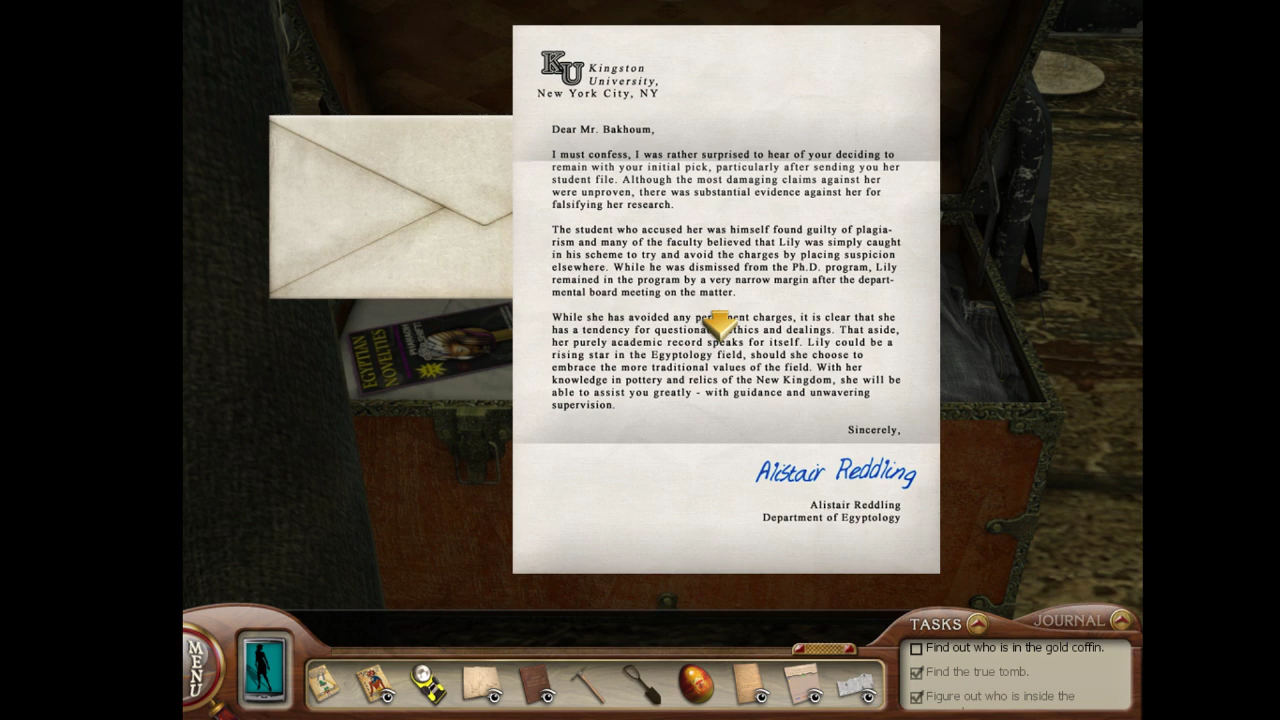 KU Kingston
University,
New York City, NY
Dear Mr. Bakhoum,
I must confess, I was rather surprised to hear of your deciding to
remain with your initial pick, particularly after sending you her
student file. Although the most damaging claims against her
were unproven, there was substantial evidence against her for
falsifying her research.
The student who accused her was himself found guilty of plagia-
rism and many of the faculty believed that Lily was simply caught
in his scheme to try and avoid the charges by placing suspicion
elsewhere. While he was dismissed from the Ph.D. program, Lily
remained in the program by a very narrow margin after the depart-
mental board meeting on the matter.
While she has avoided any charges, it is clear that she
has a tendency for and dealings. That aside,
her purely academic record speaks for itself. Lily could be a
rising star in the Egyptology field, should she choose to
embrace the more traditional values of the field. With her
knowledge in pottery and relics of the New Kingdom, she will be
able to assist you greatly - with guidance and unwavering
supervision.
Sincerely,
Alistair Reddling
Alistair Reddling
Department of Egyptology
EGYPTIAN
NOVELTIES
MENU
TASKS
JOURNAL
Find out who is in the gold coffin.
Find the true tomb.
Figure out who is inside the